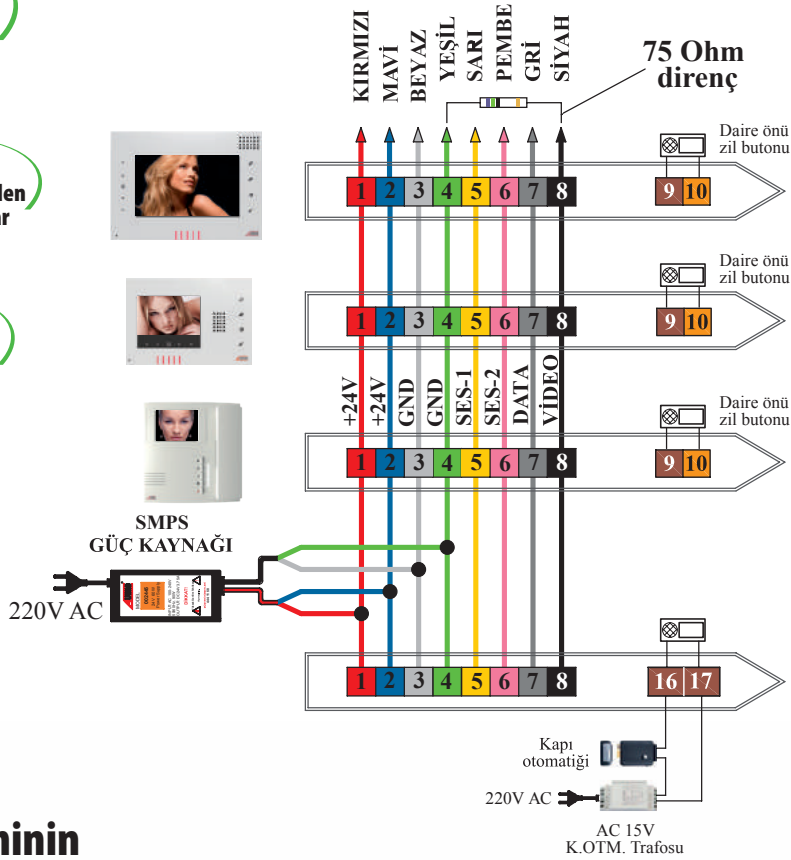 KIRMIZI
MAVİ
BEYAZ
YEŞİL
SARI
PEMBE
GRİ
SİYAH
75 Ohm
direnç
Daire önü
zil butonu
1 2 3 4 5 6 7 8
9 10
Daire önü
zil butonu
1 2 3 4 5 6 7 8
9 10
+24V
+24V
GND
GND
SES-1
SES-2
DATA
VİDEO
Daire önü
zil butonu
1 2 3 4 5 6 7 8
9 10
SMPS
GÜÇ KAYNAĞI
220V AC
1 2 3 4 5 6 7 8
16 17
Kapı
otomatiği
220V AC
AC 15V
K.OTM. Trafosu